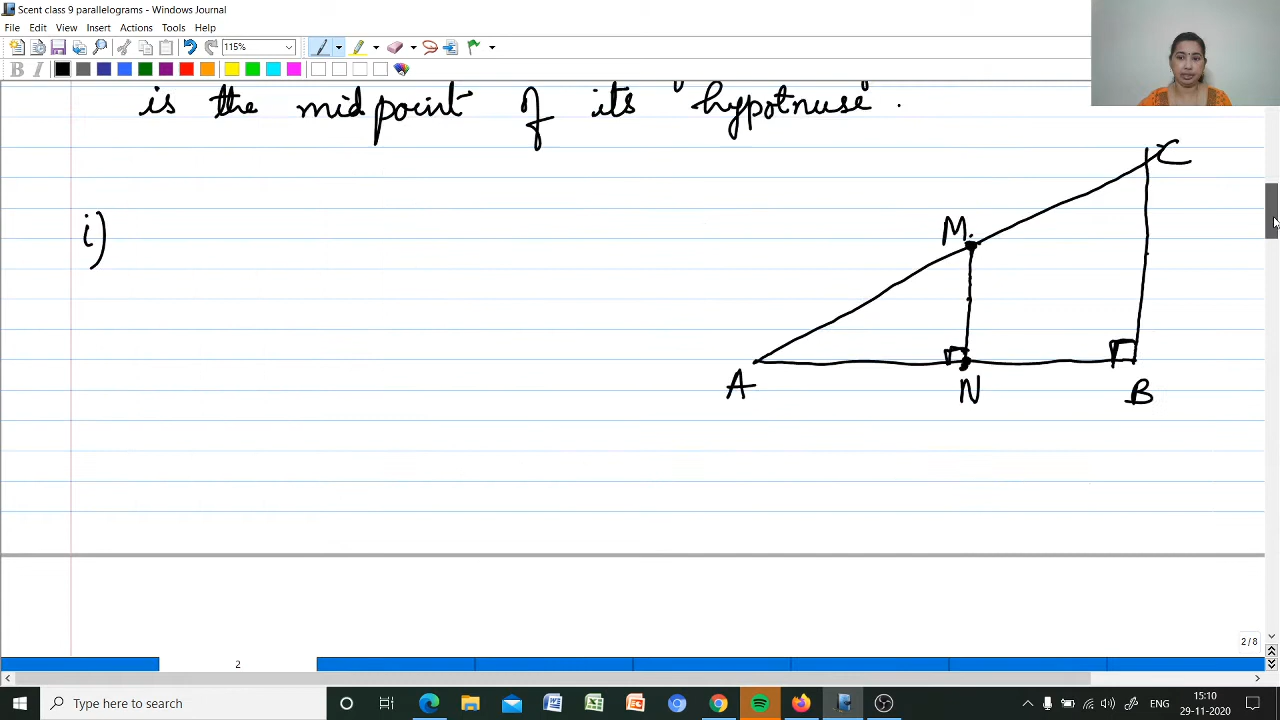 Scent class 9 parallelograms - Windows Journal
File Edit View Insert Actions Tools Help
115%
B I
is the midpoint of its "hypotnuse".
i)
C
M.
A N B
2 / 8
2
Type here to search
ENG
15:10
29-11-2020